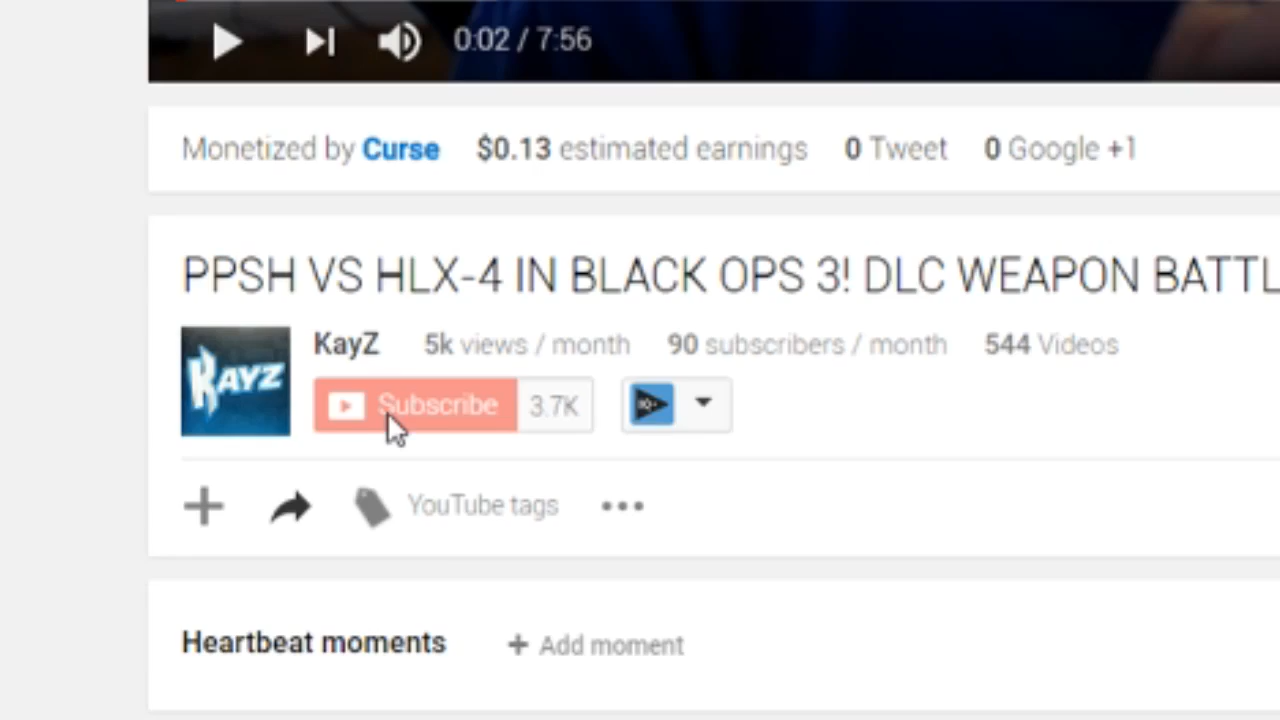 0:02 / 7:56
Monetized by Curse $0.13 estimated earnings 0 Tweet 0 Google +1
PPSH VS HLX-4 IN BLACK OPS 3! DLC WEAPON BATTL
KAYZ
KayZ 5k views / month 90 subscribers / month 544 Videos
Subscribe 3.7K
YouTube tags
Heartbeat moments + Add moment